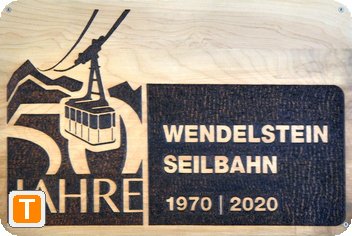 50
JAHRE
WENDELSTEIN
SEILBAHN
1970 | 2020
T